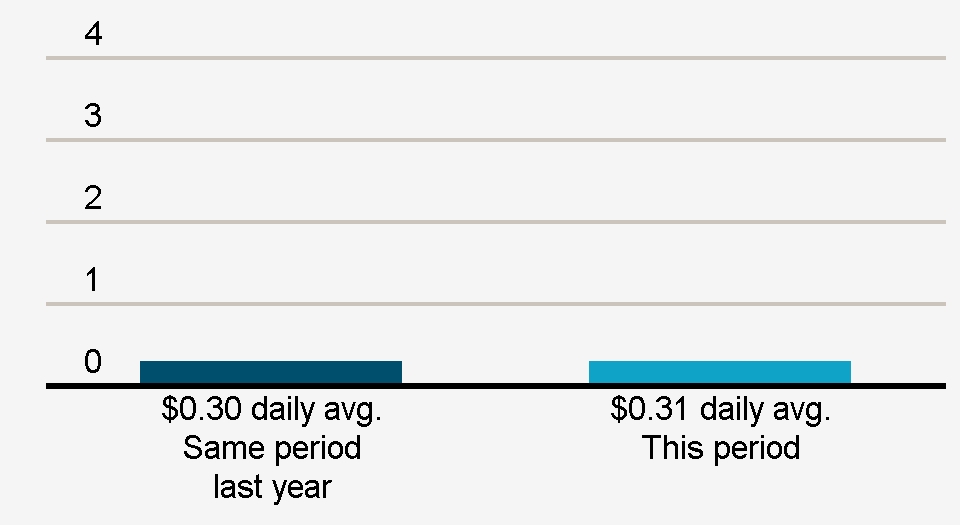 4
3
2
1
0
$0.30 daily avg.
Same period
last year
$0.31 daily avg.
This period